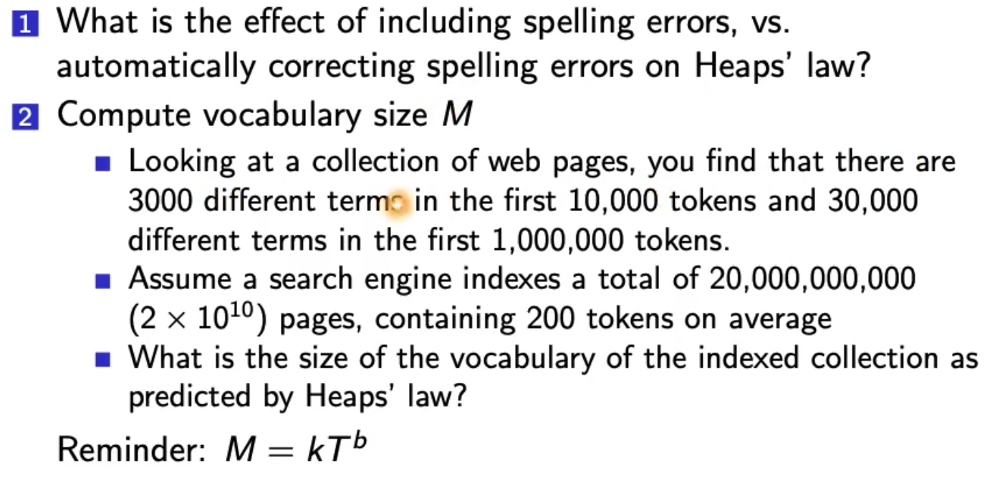 1 What is the effect of including spelling errors, vs.
automatically correcting spelling errors on Heaps' law?
2 Compute vocabulary size M
■ Looking at a collection of web pages, you find that there are
3000 different terms in the first 10,000 tokens and 30,000
different terms in the first 1,000,000 tokens.
■ Assume a search engine indexes a total of 20,000,000,000
(2 × 10¹⁰) pages, containing 200 tokens on average
■ What is the size of the vocabulary of the indexed collection as
predicted by Heaps' law?
Reminder: M = kTᵇ